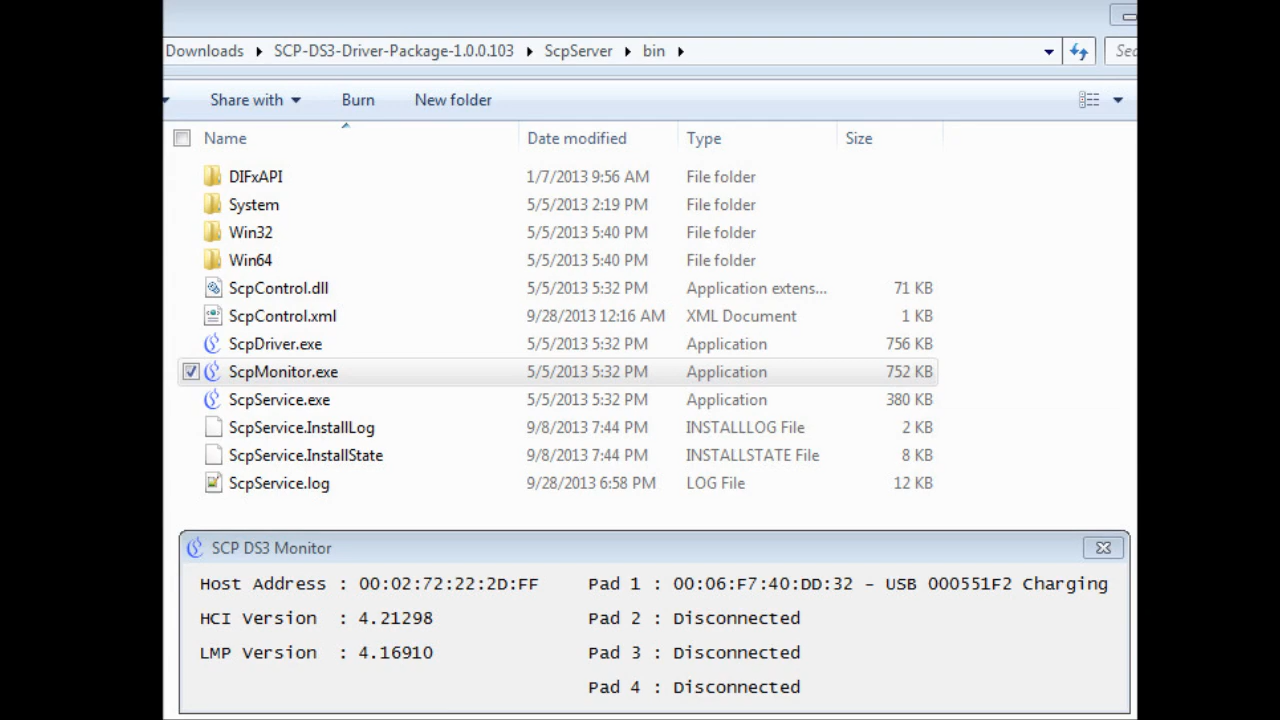 Downloads ▸ SCP-DS3-Driver-Package-1.0.0.103 ▸ ScpServer ▸ bin ▸
Share with Burn New folder
Name Date modified Type Size
DIFxAPI 1/7/2013 9:56 AM File folder
System 5/5/2013 2:19 PM File folder
Win32 5/5/2013 5:40 PM File folder
Win64 5/5/2013 5:40 PM File folder
ScpControl.dll 5/5/2013 5:32 PM Application extens... 71 KB
ScpControl.xml 9/28/2013 12:16 AM XML Document 1 KB
ScpDriver.exe 5/5/2013 5:32 PM Application 756 KB
ScpMonitor.exe 5/5/2013 5:32 PM Application 752 KB
ScpService.exe 5/5/2013 5:32 PM Application 380 KB
ScpService.InstallLog 9/8/2013 7:44 PM INSTALLLOG File 2 KB
ScpService.InstallState 9/8/2013 7:44 PM INSTALLSTATE File 8 KB
ScpService.log 9/28/2013 6:58 PM LOG File 12 KB
SCP DS3 Monitor
Host Address : 00:02:72:22:2D:FF Pad 1 : 00:06:F7:40:DD:32 - USB 000551F2 Charging
HCI Version : 4.21298 Pad 2 : Disconnected
LMP Version : 4.16910 Pad 3 : Disconnected
Pad 4 : Disconnected